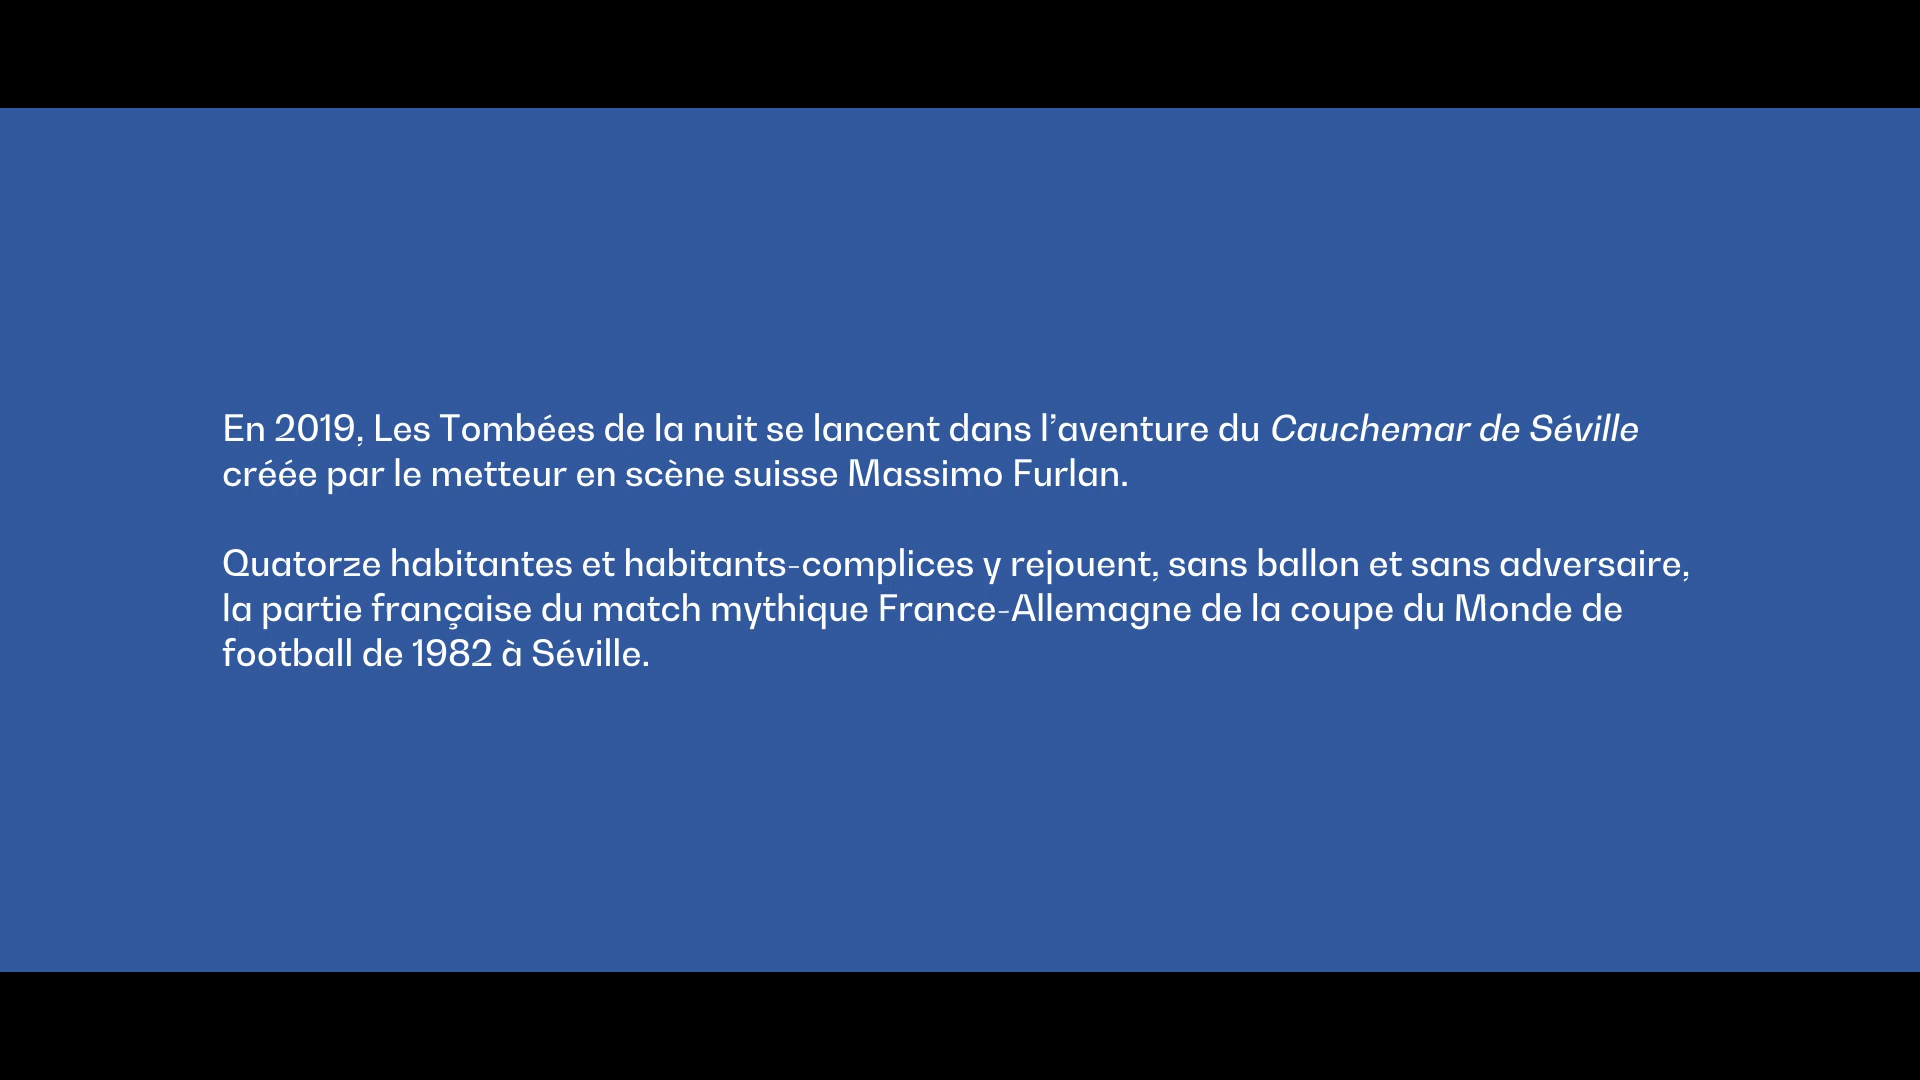 En 2019, Les Tombées de la nuit se lancent dans l’aventure du Cauchemar de Séville
créée par le metteur en scène suisse Massimo Furlan.
Quatorze habitantes et habitants-complices y rejouent, sans ballon et sans adversaire,
la partie française du match mythique France-Allemagne de la coupe du Monde de
football de 1982 à Séville.